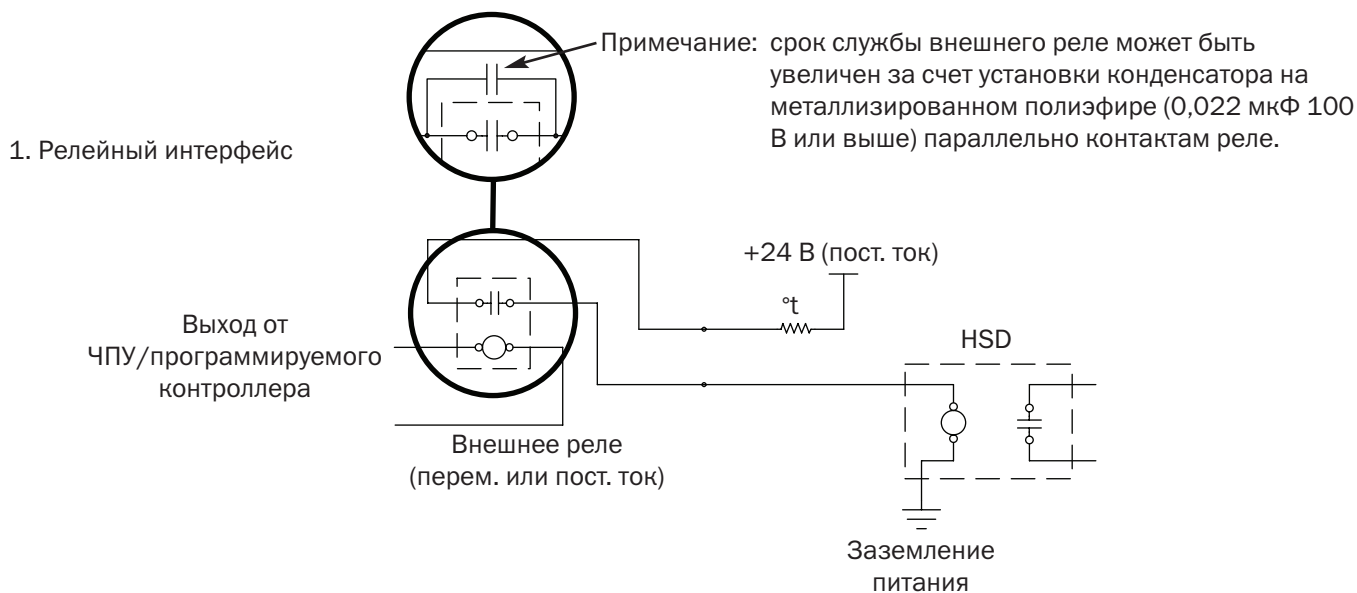 Примечание: срок службы внешнего реле может быть
увеличен за счет установки конденсатора на
металлизированном полиэфире (0,022 мкФ 100
В или выше) параллельно контактам реле.
1. Релейный интерфейс
+24 В (пост. ток)
°t
Выход от
ЧПУ/программируемого
контроллера
HSD
Внешнее реле
(перем. или пост. ток)
Заземление
питания